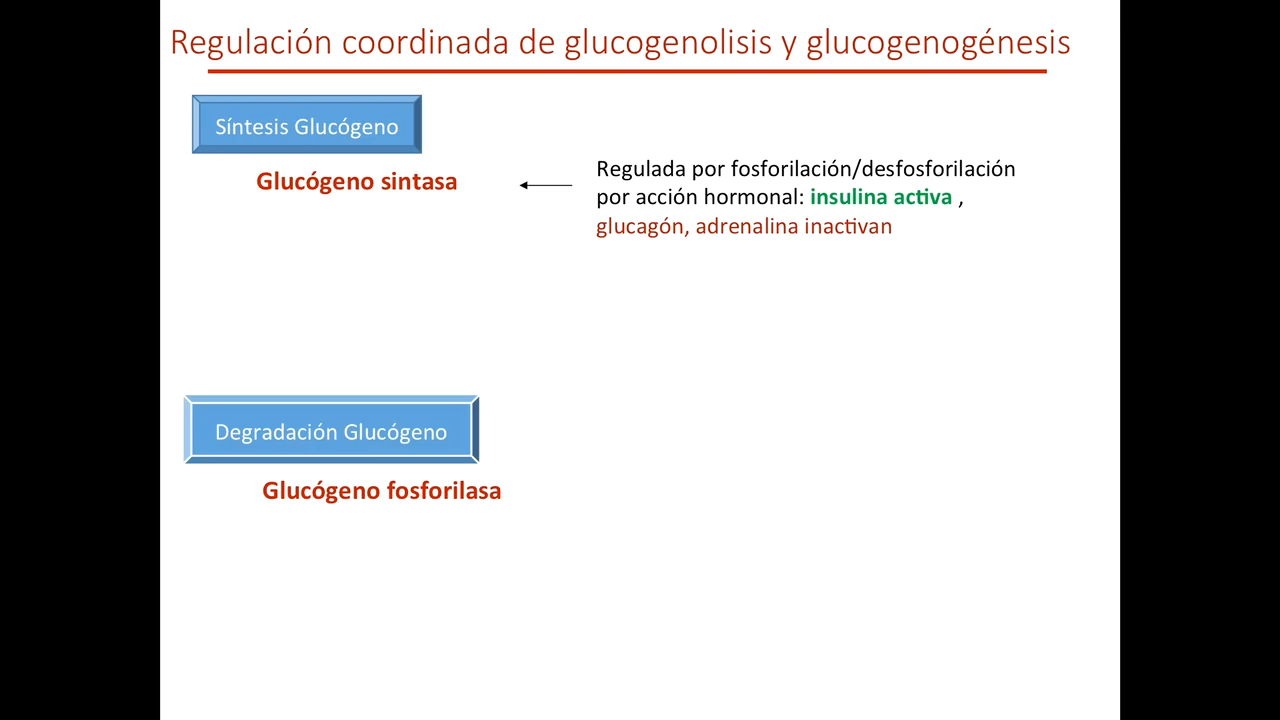 Regulación coordinada de glucogenolisis y glucogenogénesis
Síntesis Glucógeno
Glucógeno sintasa
Regulada por fosforilación/desfosforilación
por acción hormonal: insulina activa ,
glucagón, adrenalina inactivan
Degradación Glucógeno
Glucógeno fosforilasa